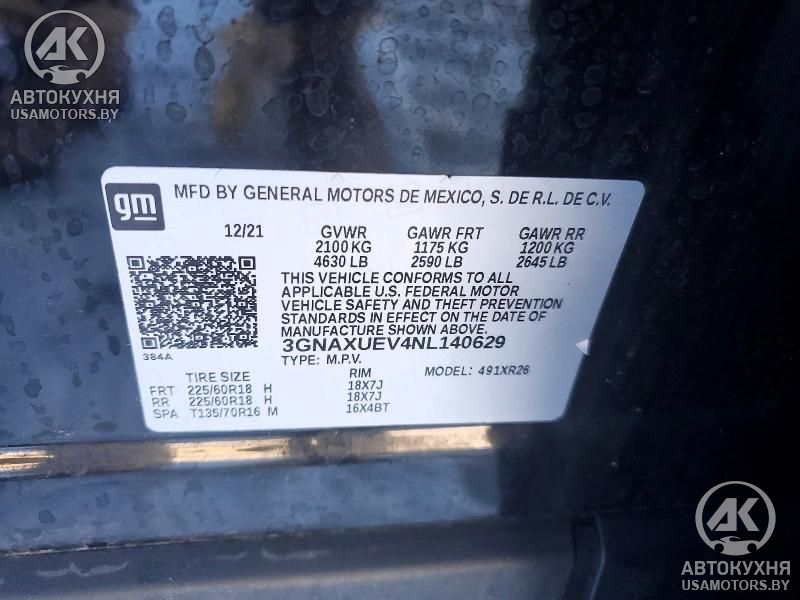 AK
АВТОКУХНЯ
USAMOTORS.BY
gm
MFD BY GENERAL MOTORS DE MEXICO, S. DE R.L. DE C.V.
12/21 GVWR GAWR FRT GAWR RR
2100 KG 1175 KG 1200 KG
4630 LB 2590 LB 2645 LB
THIS VEHICLE CONFORMS TO ALL
APPLICABLE U.S. FEDERAL MOTOR
VEHICLE SAFETY AND THEFT PREVENTION
STANDARDS IN EFFECT ON THE DATE OF
MANUFACTURE SHOWN ABOVE.
384A 3GNAXUEV4NL140629
TYPE: M.P.V. MODEL: 491XR26
TIRE SIZE RIM
FRT 225/60R18 H 18X7J
RR 225/60R18 H 18X7J
SPA T135/70R16 M 16X4BT
AK
АВТОКУХНЯ
USAMOTORS.BY